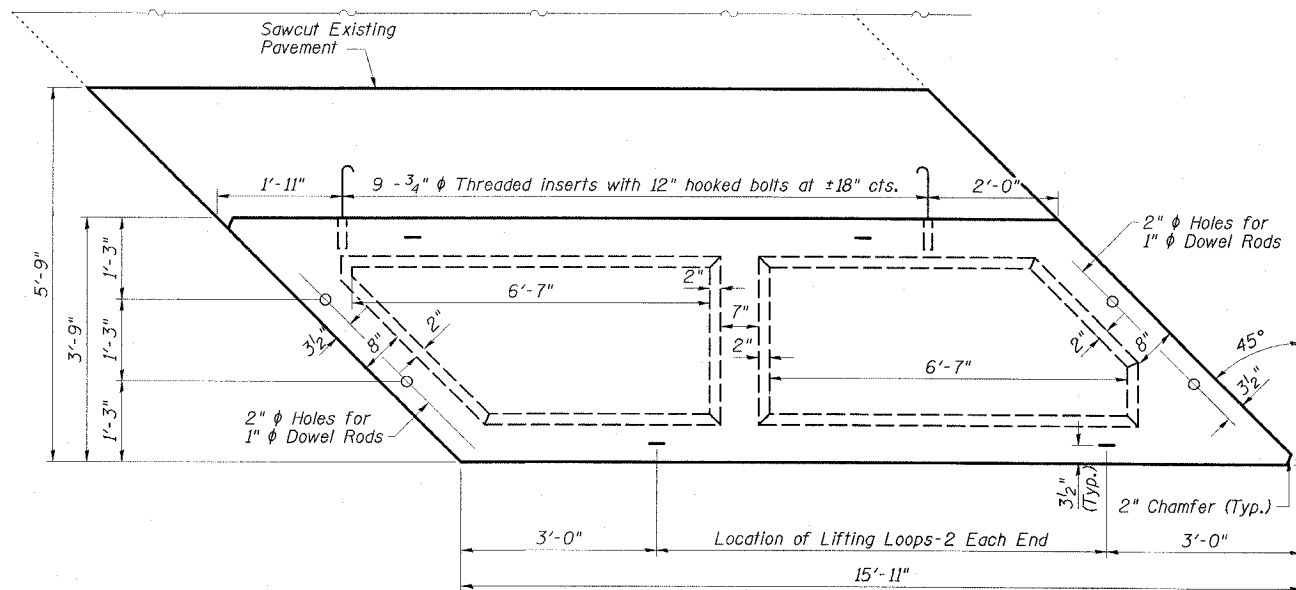 Sawcut Existing
Pavement
1'-11"
9 - 3/4" ϕ Threaded inserts with 12" hooked bolts at ±18" cts.
2'-0"
2" ϕ Holes for
1" ϕ Dowel Rods
5'-9"
3'-9"
1'-3"
1'-3"
1'-3"
2"
6'-7"
7"
2"
3½"
8"
2"
2"
8"
45°
6'-7"
3½"
2" ϕ Holes for
1" ϕ Dowel Rods
3½"
(Typ.)
2" Chamfer (Typ.)
3'-0"
Location of Lifting Loops-2 Each End
3'-0"
15'-11"